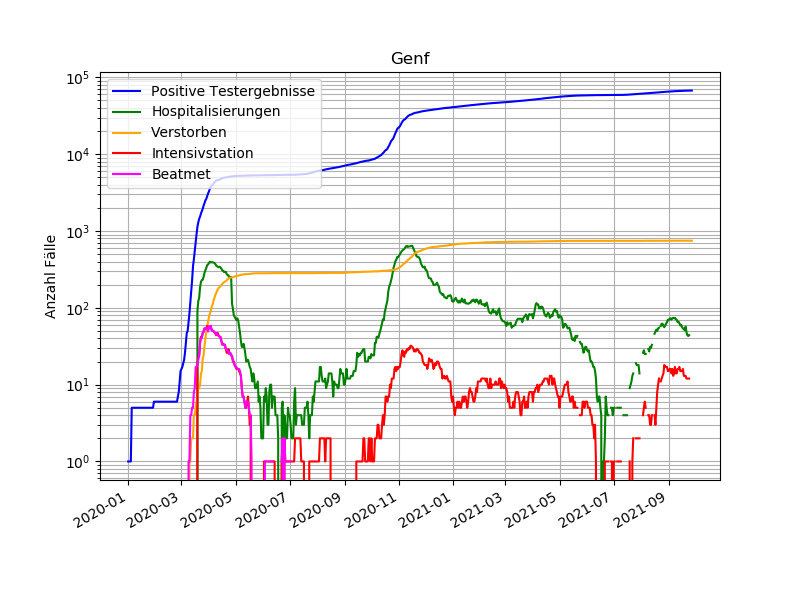 Genf
Anzahl Fälle
10^5
10^4
10^3
10^2
10^1
10^0
Positive Testergebnisse
Hospitalisierungen
Verstorben
Intensivstation
Beatmet
2020-01
2020-03
2020-05
2020-07
2020-09
2020-11
2021-01
2021-03
2021-05
2021-07
2021-09